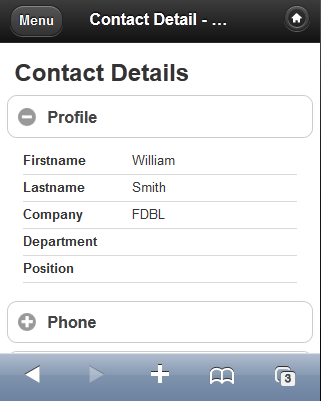 Menu Contact Detail - ...
Contact Details
Profile
Firstname William
Lastname Smith
Company FDBL
Department
Position
Phone
3